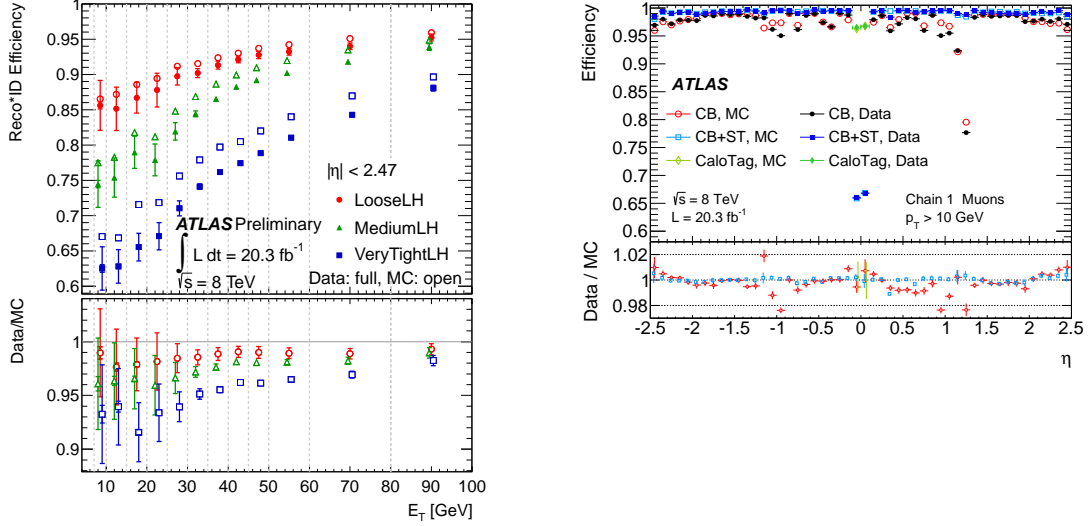 Reco*ID Efficiency
0.95
0.9
0.85
0.8
0.75
0.7
0.65
0.6
|η| < 2.47
LooseLH
MediumLH
VeryTightLH
ATLAS Preliminary
∫ L dt = 20.3 fb⁻¹
√s = 8 TeV
Data: full, MC: open
Data/MC
1
0.95
0.9
10 20 30 40 50 60 70 80 90 100
E_T [GeV]
Efficiency
1
0.95
0.9
0.85
0.8
0.75
0.7
0.65
0.6
ATLAS
CB, MC CB, Data
CB+ST, MC CB+ST, Data
CaloTag, MC CaloTag, Data
√s = 8 TeV
L = 20.3 fb⁻¹
Chain 1 Muons
p_T > 10 GeV
Data / MC
1.02
1
0.98
-2.5 -2 -1.5 -1 -0.5 0 0.5 1 1.5 2 2.5
η